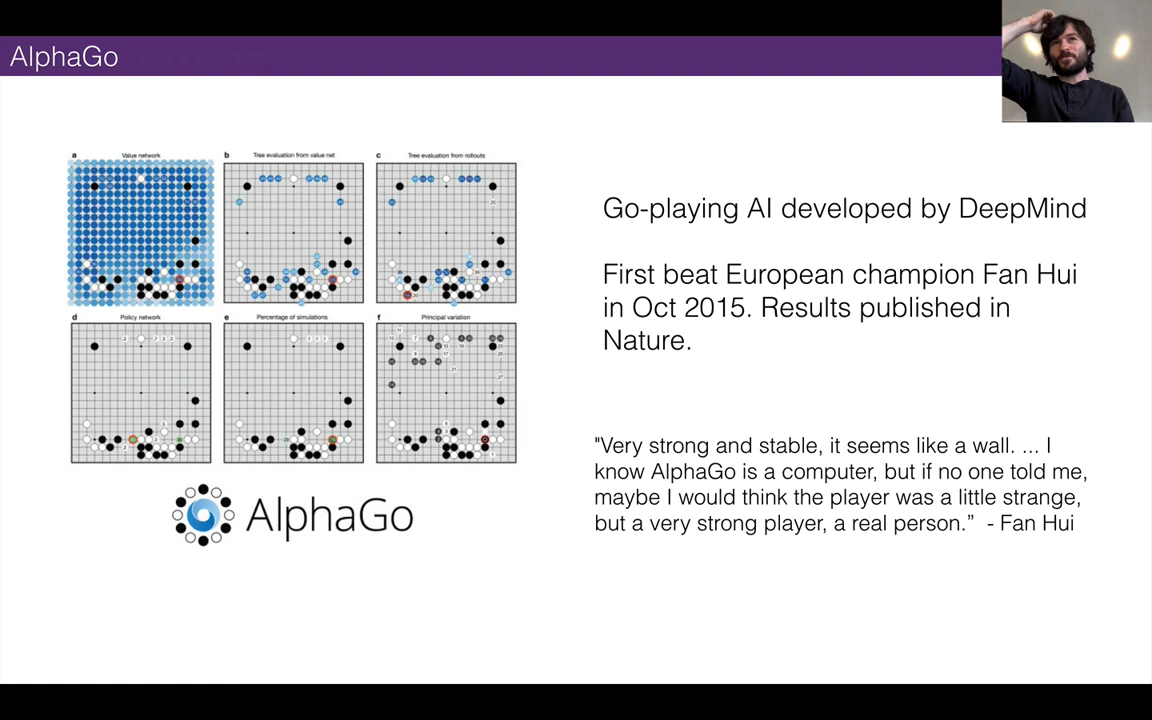 AlphaGo
a Value network
b Tree evaluation from value net
c Tree evaluation from rollouts
d Policy network
e Percentage of simulations
f Principal variation
AlphaGo
Go-playing AI developed by DeepMind
First beat European champion Fan Hui
in Oct 2015. Results published in
Nature.
"Very strong and stable, it seems like a wall. ... I
know AlphaGo is a computer, but if no one told me,
maybe I would think the player was a little strange,
but a very strong player, a real person.” - Fan Hui